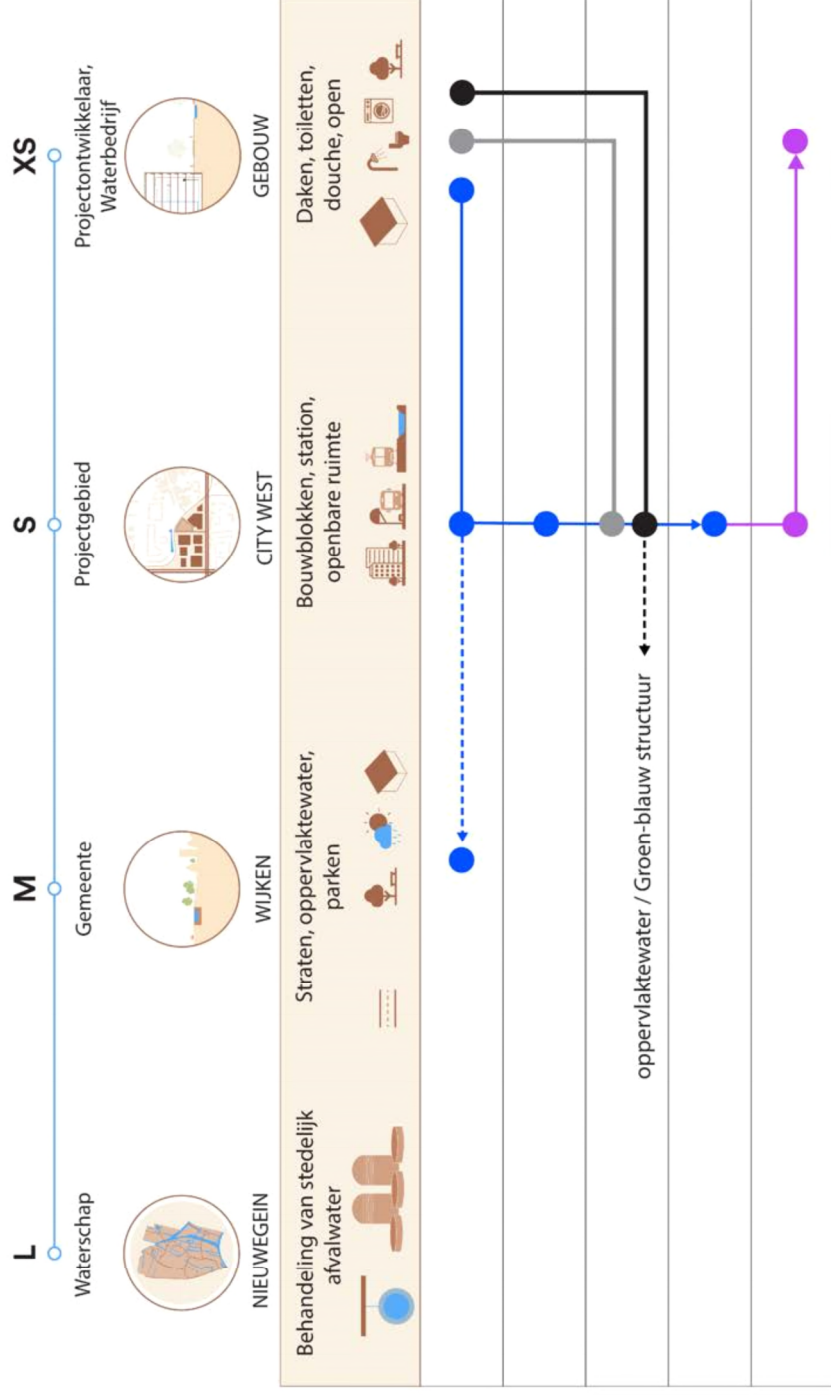 L
M
S
XS
Waterschap
Gemeente
Projectgebied
Projectontwikkelaar,
Waterbedrijf
NIEUWEGEIN
WIJKEN
CITY WEST
GEBOUW
Behandeling van stedelijk
afvalwater
Straten, oppervlaktewater,
parken
Bouwblokken, station,
openbare ruimte
Daken, toiletten,
douche, open
oppervlaktewater / Groen-blauw structuur